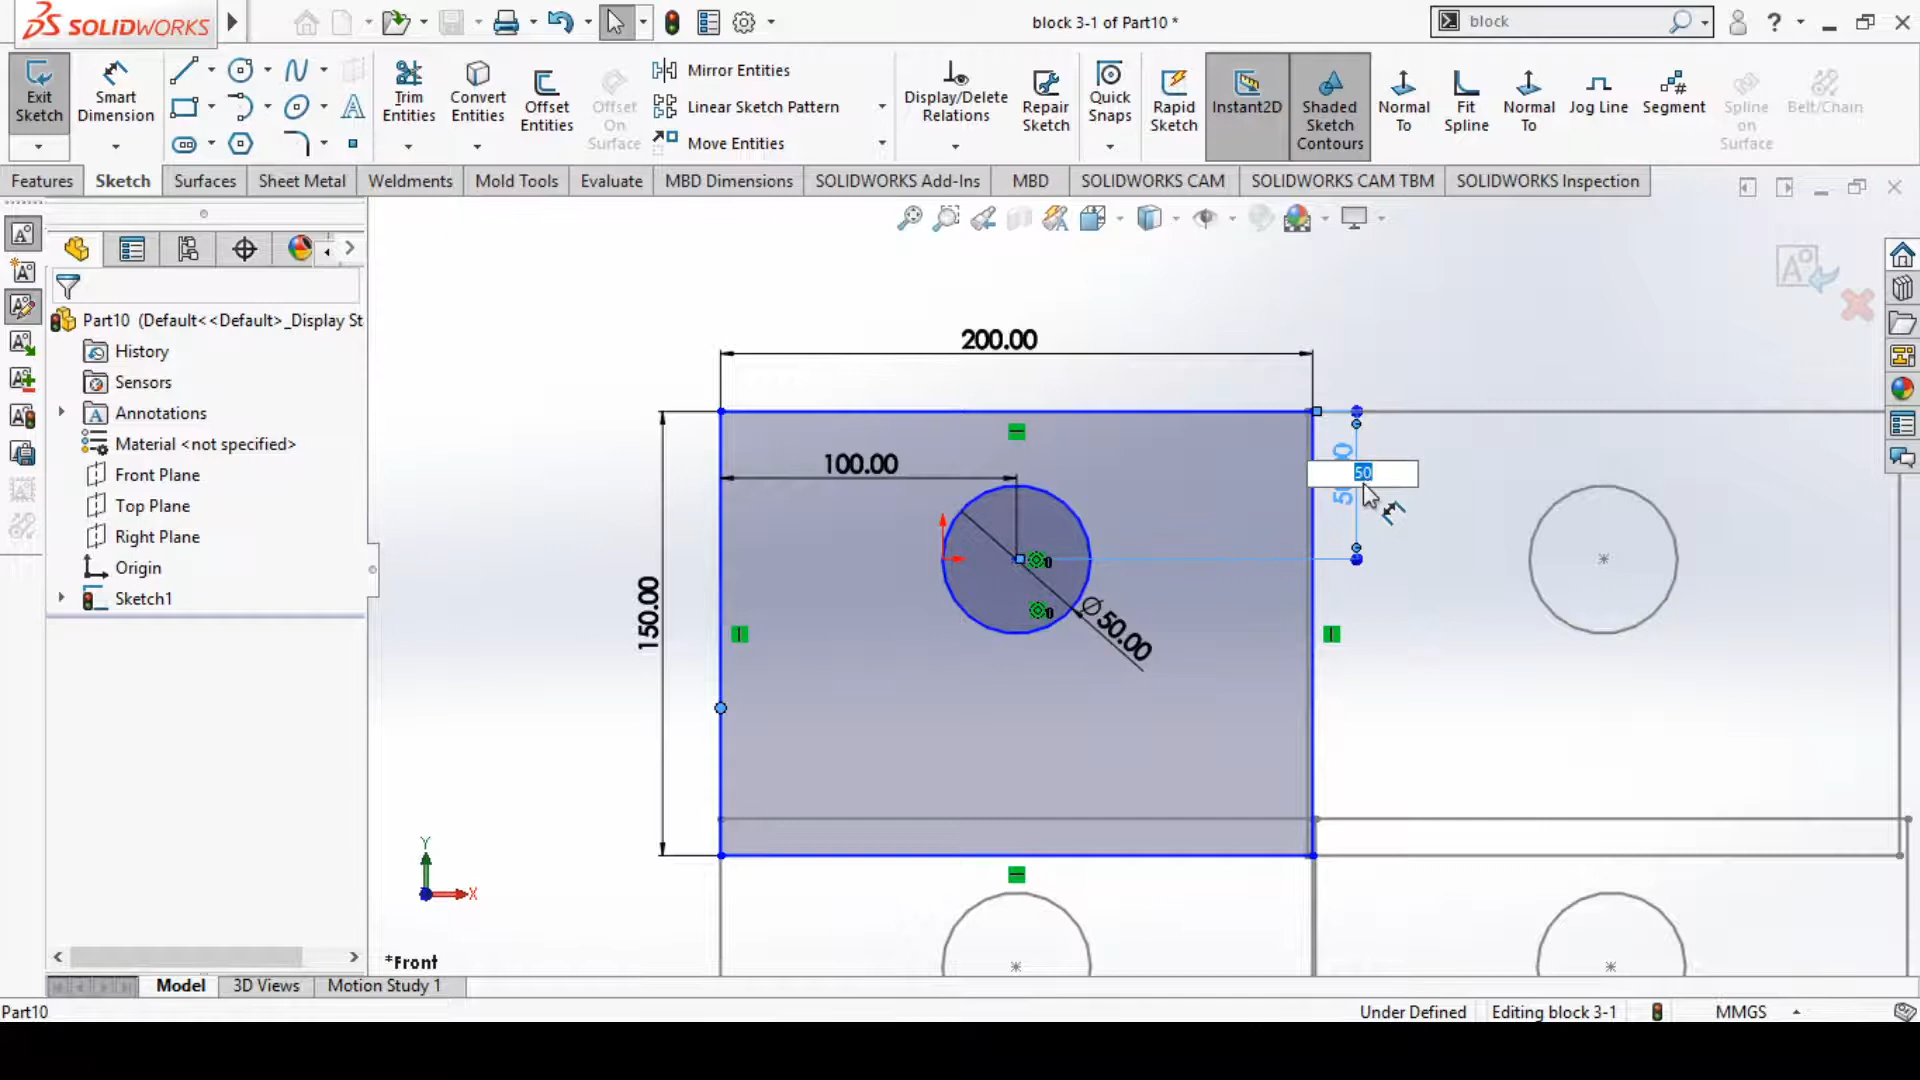 SOLIDWORKS
block 3-1 of Part10 *
block
Exit Sketch
Smart Dimension
Trim Entities
Convert Entities
Offset Entities
Offset On Surface
Mirror Entities
Linear Sketch Pattern
Move Entities
Display/Delete Relations
Repair Sketch
Quick Snaps
Rapid Sketch
Instant2D
Shaded Sketch Contours
Normal To
Fit Spline
Normal To
Jog Line
Segment
Spline on Surface
Belt/Chain
Features
Sketch
Surfaces
Sheet Metal
Weldments
Mold Tools
Evaluate
MBD Dimensions
SOLIDWORKS Add-Ins
MBD
SOLIDWORKS CAM
SOLIDWORKS CAM TBM
SOLIDWORKS Inspection
Part10 (Default<<Default>_Display St
History
Sensors
Annotations
Material <not specified>
Front Plane
Top Plane
Right Plane
Origin
Sketch1
200.00
100.00
50
150.00
Ø50.00
Y
X
*Front
Model
3D Views
Motion Study 1
Part10
Under Defined
Editing block 3-1
MMGS